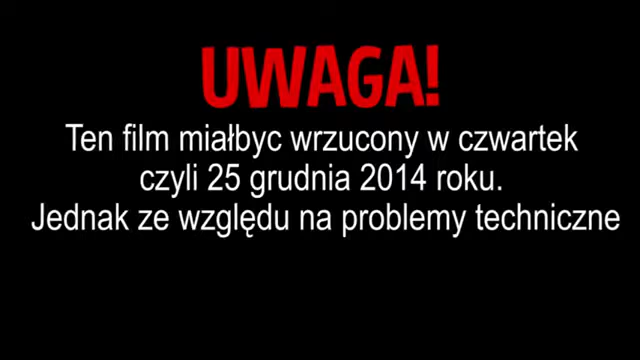 UWAGA!
Ten film miałbyc wrzucony w czwartek
czyli 25 grudnia 2014 roku.
Jednak ze względu na problemy techniczne